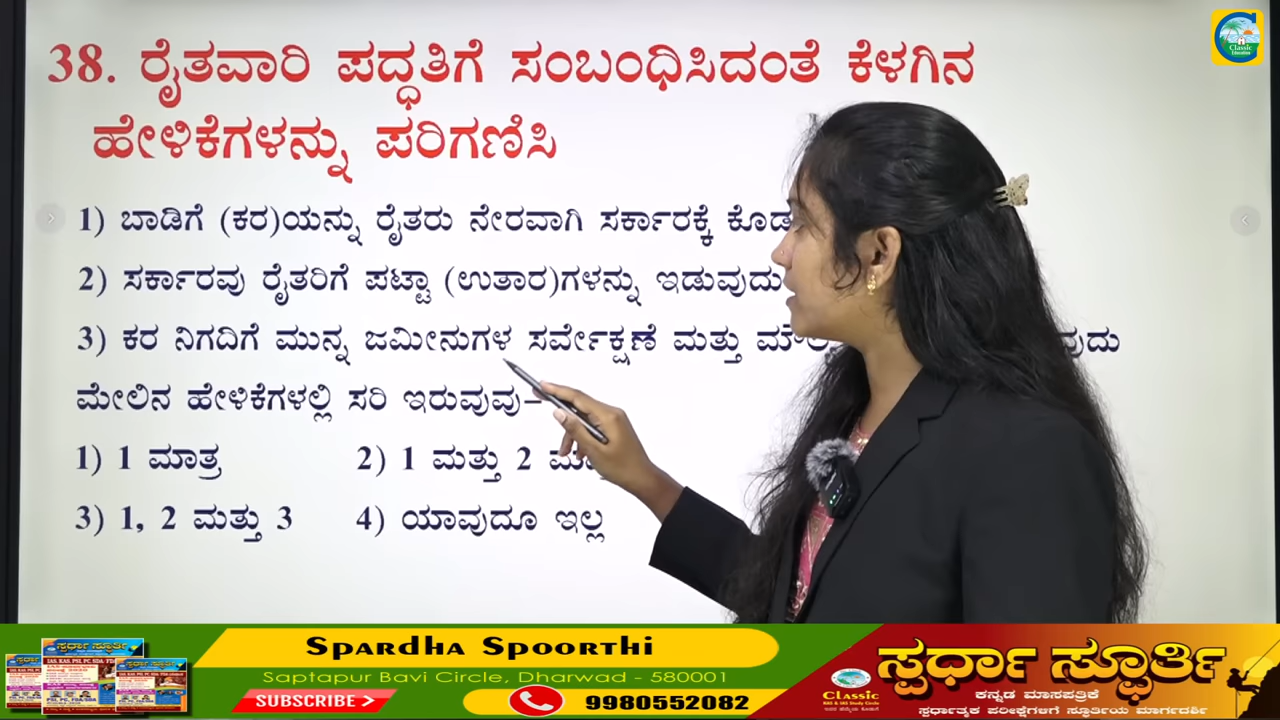 38. ರೈತವಾರಿ ಪದ್ಧತಿಗೆ ಸಂಬಂಧಿಸಿದಂತೆ ಕೆಳಗಿನ
ಹೇಳಿಕೆಗಳನ್ನು ಪರಿಗಣಿಸಿ
1) ಬಾಡಿಗೆ (ಕರ)ಯನ್ನು ರೈತರು ನೇರವಾಗಿ ಸರ್ಕಾರಕ್ಕೆ
2) ಸರ್ಕಾರವು ರೈತರಿಗೆ ಪಟ್ಟಾ (ಉತಾರ)ಗಳನ್ನು ಇಡುವುದು
3) ಕರ ನಿಗದಿಗೆ ಮುನ್ನ ಜಮೀನುಗಳ ಸರ್ವೇಕ್ಷಣೆ ಮತ್ತು
ಮೇಲಿನ ಹೇಳಿಕೆಗಳಲ್ಲಿ ಸರಿ ಇರುವುವು–
1) 1 ಮಾತ್ರ 2) 1 ಮತ್ತು 2
3) 1, 2 ಮತ್ತು 3 4) ಯಾವುದೂ ಇಲ್ಲ
Classic
Education
Spardha Spoorthi
Saptapur Bavi Circle, Dharwad - 580001
SUBSCRIBE
9980552082
ಸ್ಪರ್ಧಾ ಸ್ಫೂರ್ತಿ
Classic
ಕನ್ನಡ ಮಾಸಪತ್ರಿಕೆ
ಸ್ಪರ್ಧಾತ್ಮಕ ಪರೀಕ್ಷೆಗಳಿಗೆ ಸ್ಫೂರ್ತಿಯ ಮಾರ್ಗದರ್ಶಿ